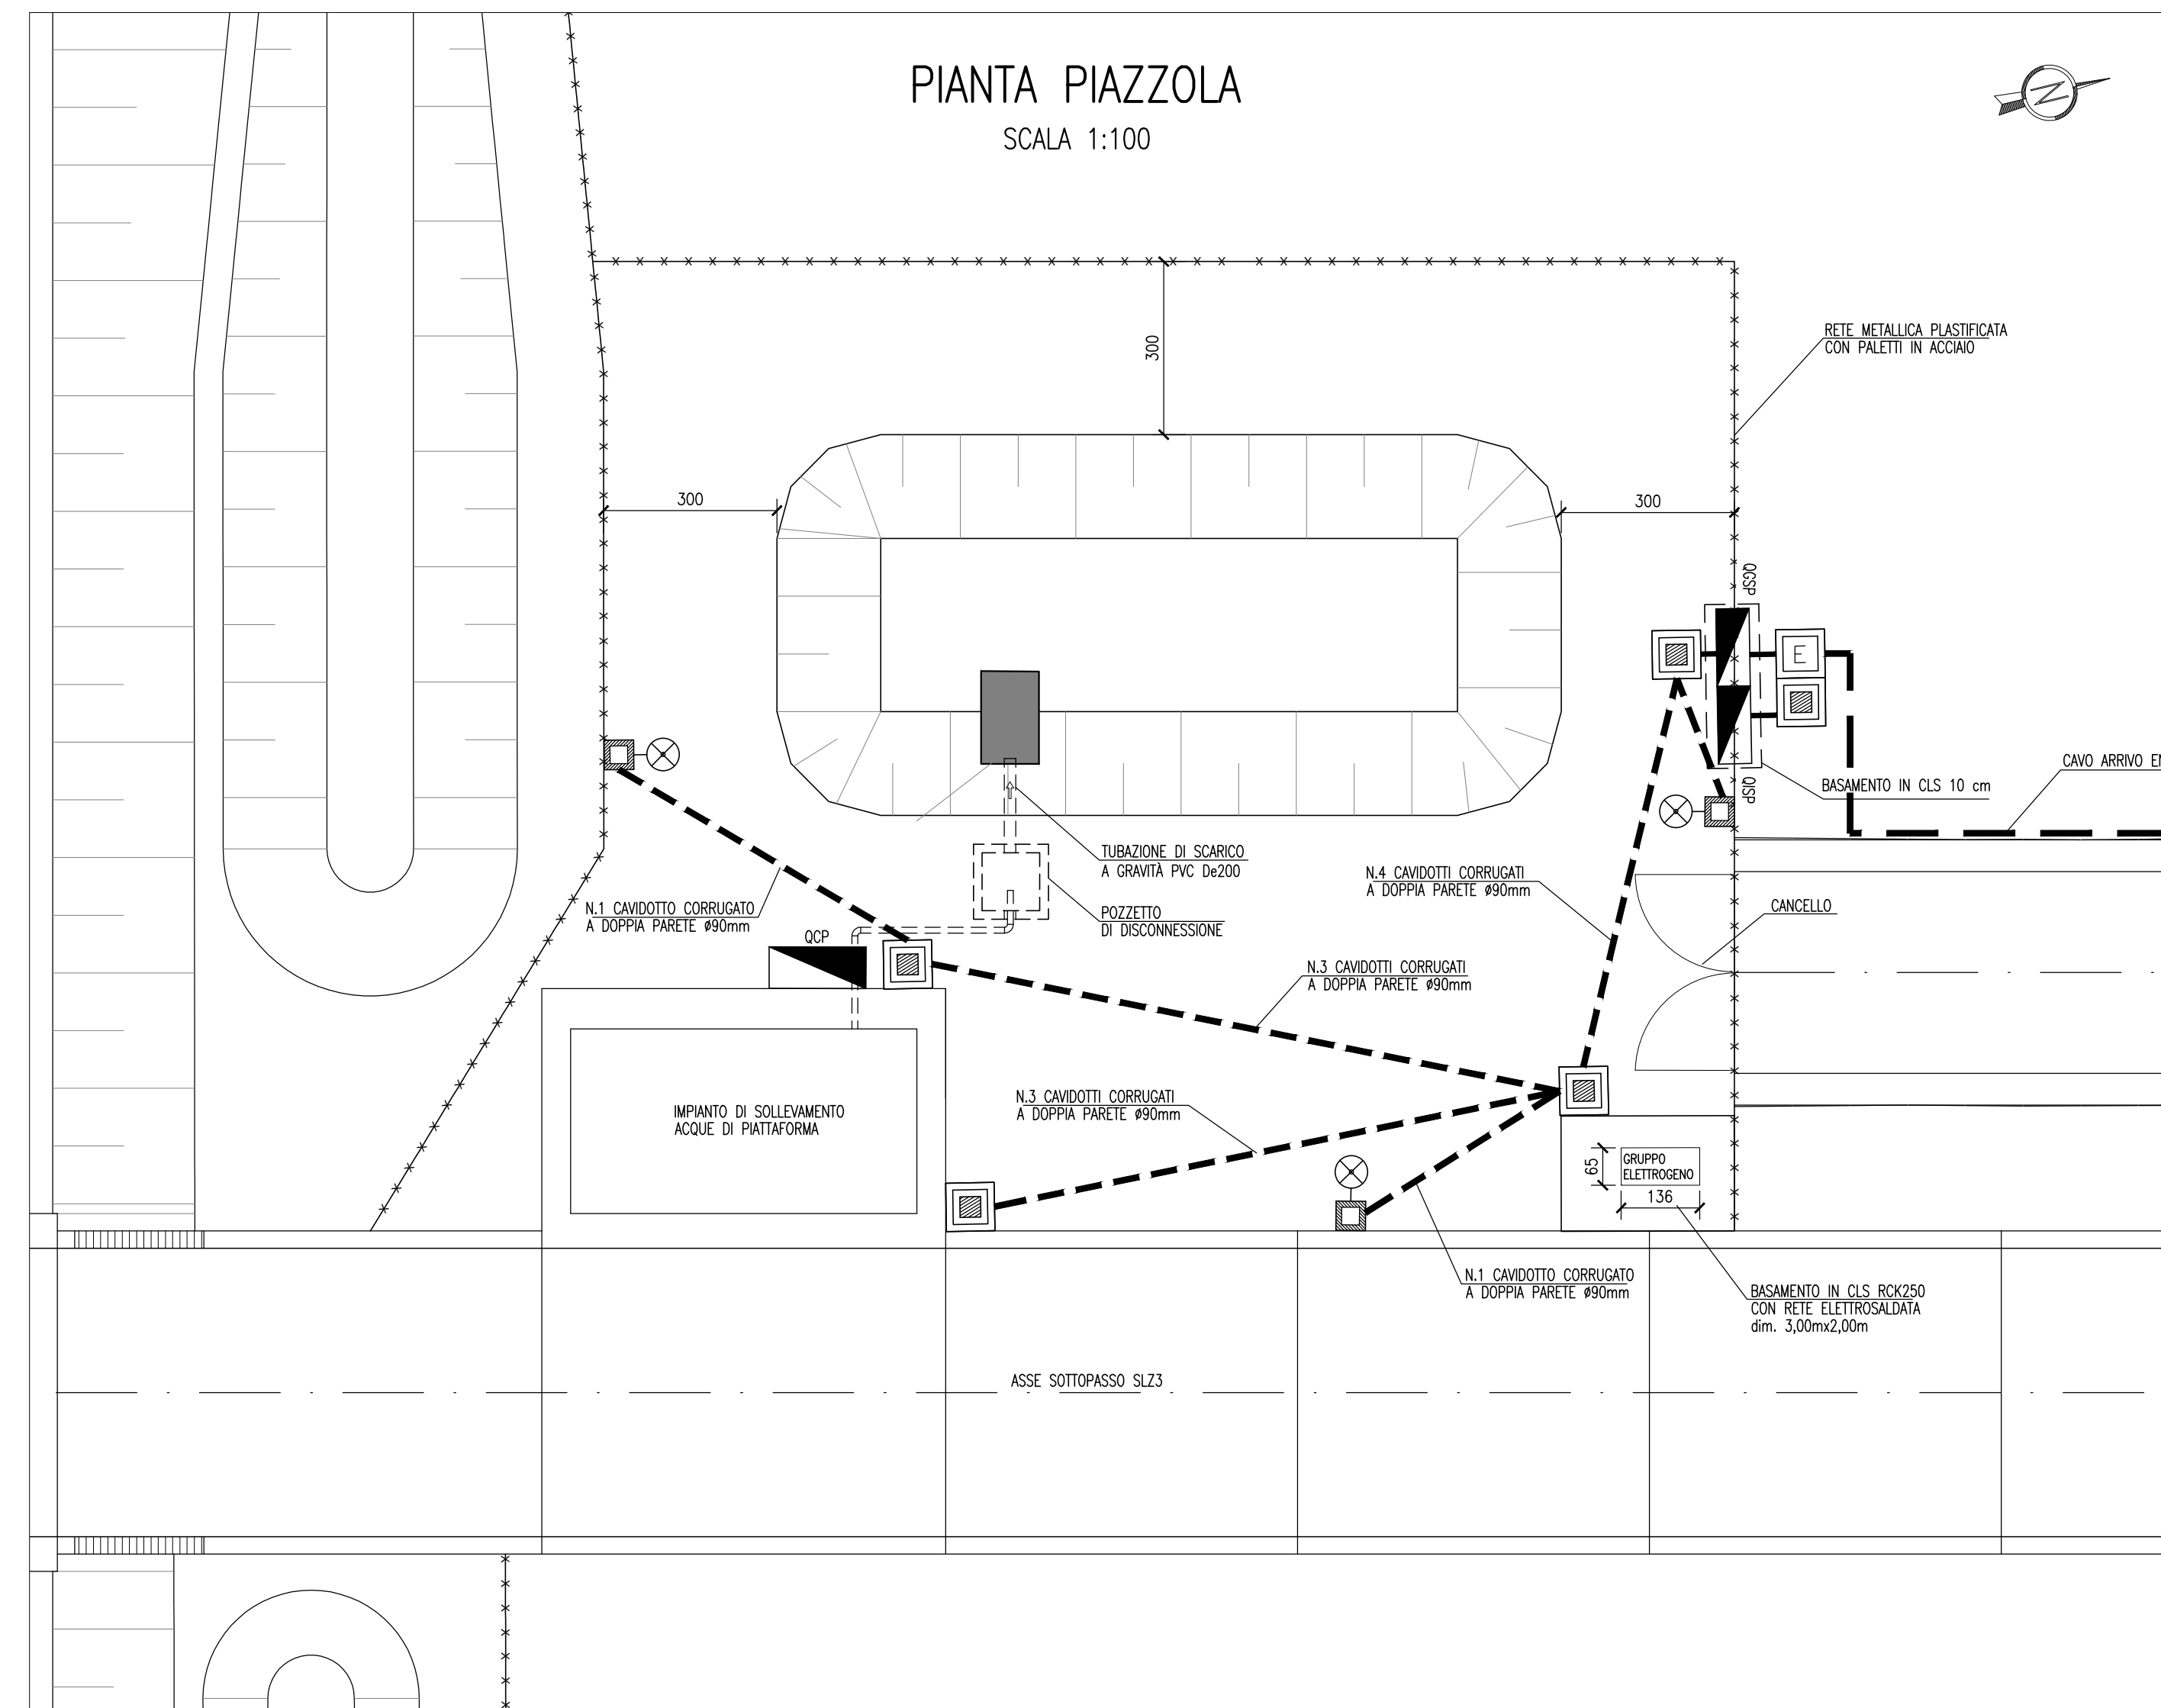 PIANTA PIAZZOLA
SCALA 1:100
N
RETE METALLICA PLASTIFICATA
CON PALETTI IN ACCIAIO
300
300
300
QGSP
E
QISP
BASAMENTO IN CLS 10 cm
CAVO ARRIVO
TUBAZIONE DI SCARICO
A GRAVITÀ PVC De200
N.4 CAVIDOTTI CORRUGATI
A DOPPIA PARETE ø90mm
CANCELLO
N.1 CAVIDOTTO CORRUGATO
A DOPPIA PARETE ø90mm
POZZETTO
DI DISCONNESSIONE
QCP
N.3 CAVIDOTTI CORRUGATI
A DOPPIA PARETE ø90mm
N.3 CAVIDOTTI CORRUGATI
A DOPPIA PARETE ø90mm
IMPIANTO DI SOLLEVAMENTO
ACQUE DI PIATTAFORMA
65
GRUPPO
ELETTROGENO
136
N.1 CAVIDOTTO CORRUGATO
A DOPPIA PARETE ø90mm
BASAMENTO IN CLS RCK250
CON RETE ELETTROSALDATA
dim. 3,00mx2,00m
ASSE SOTTOPASSO SLZ3